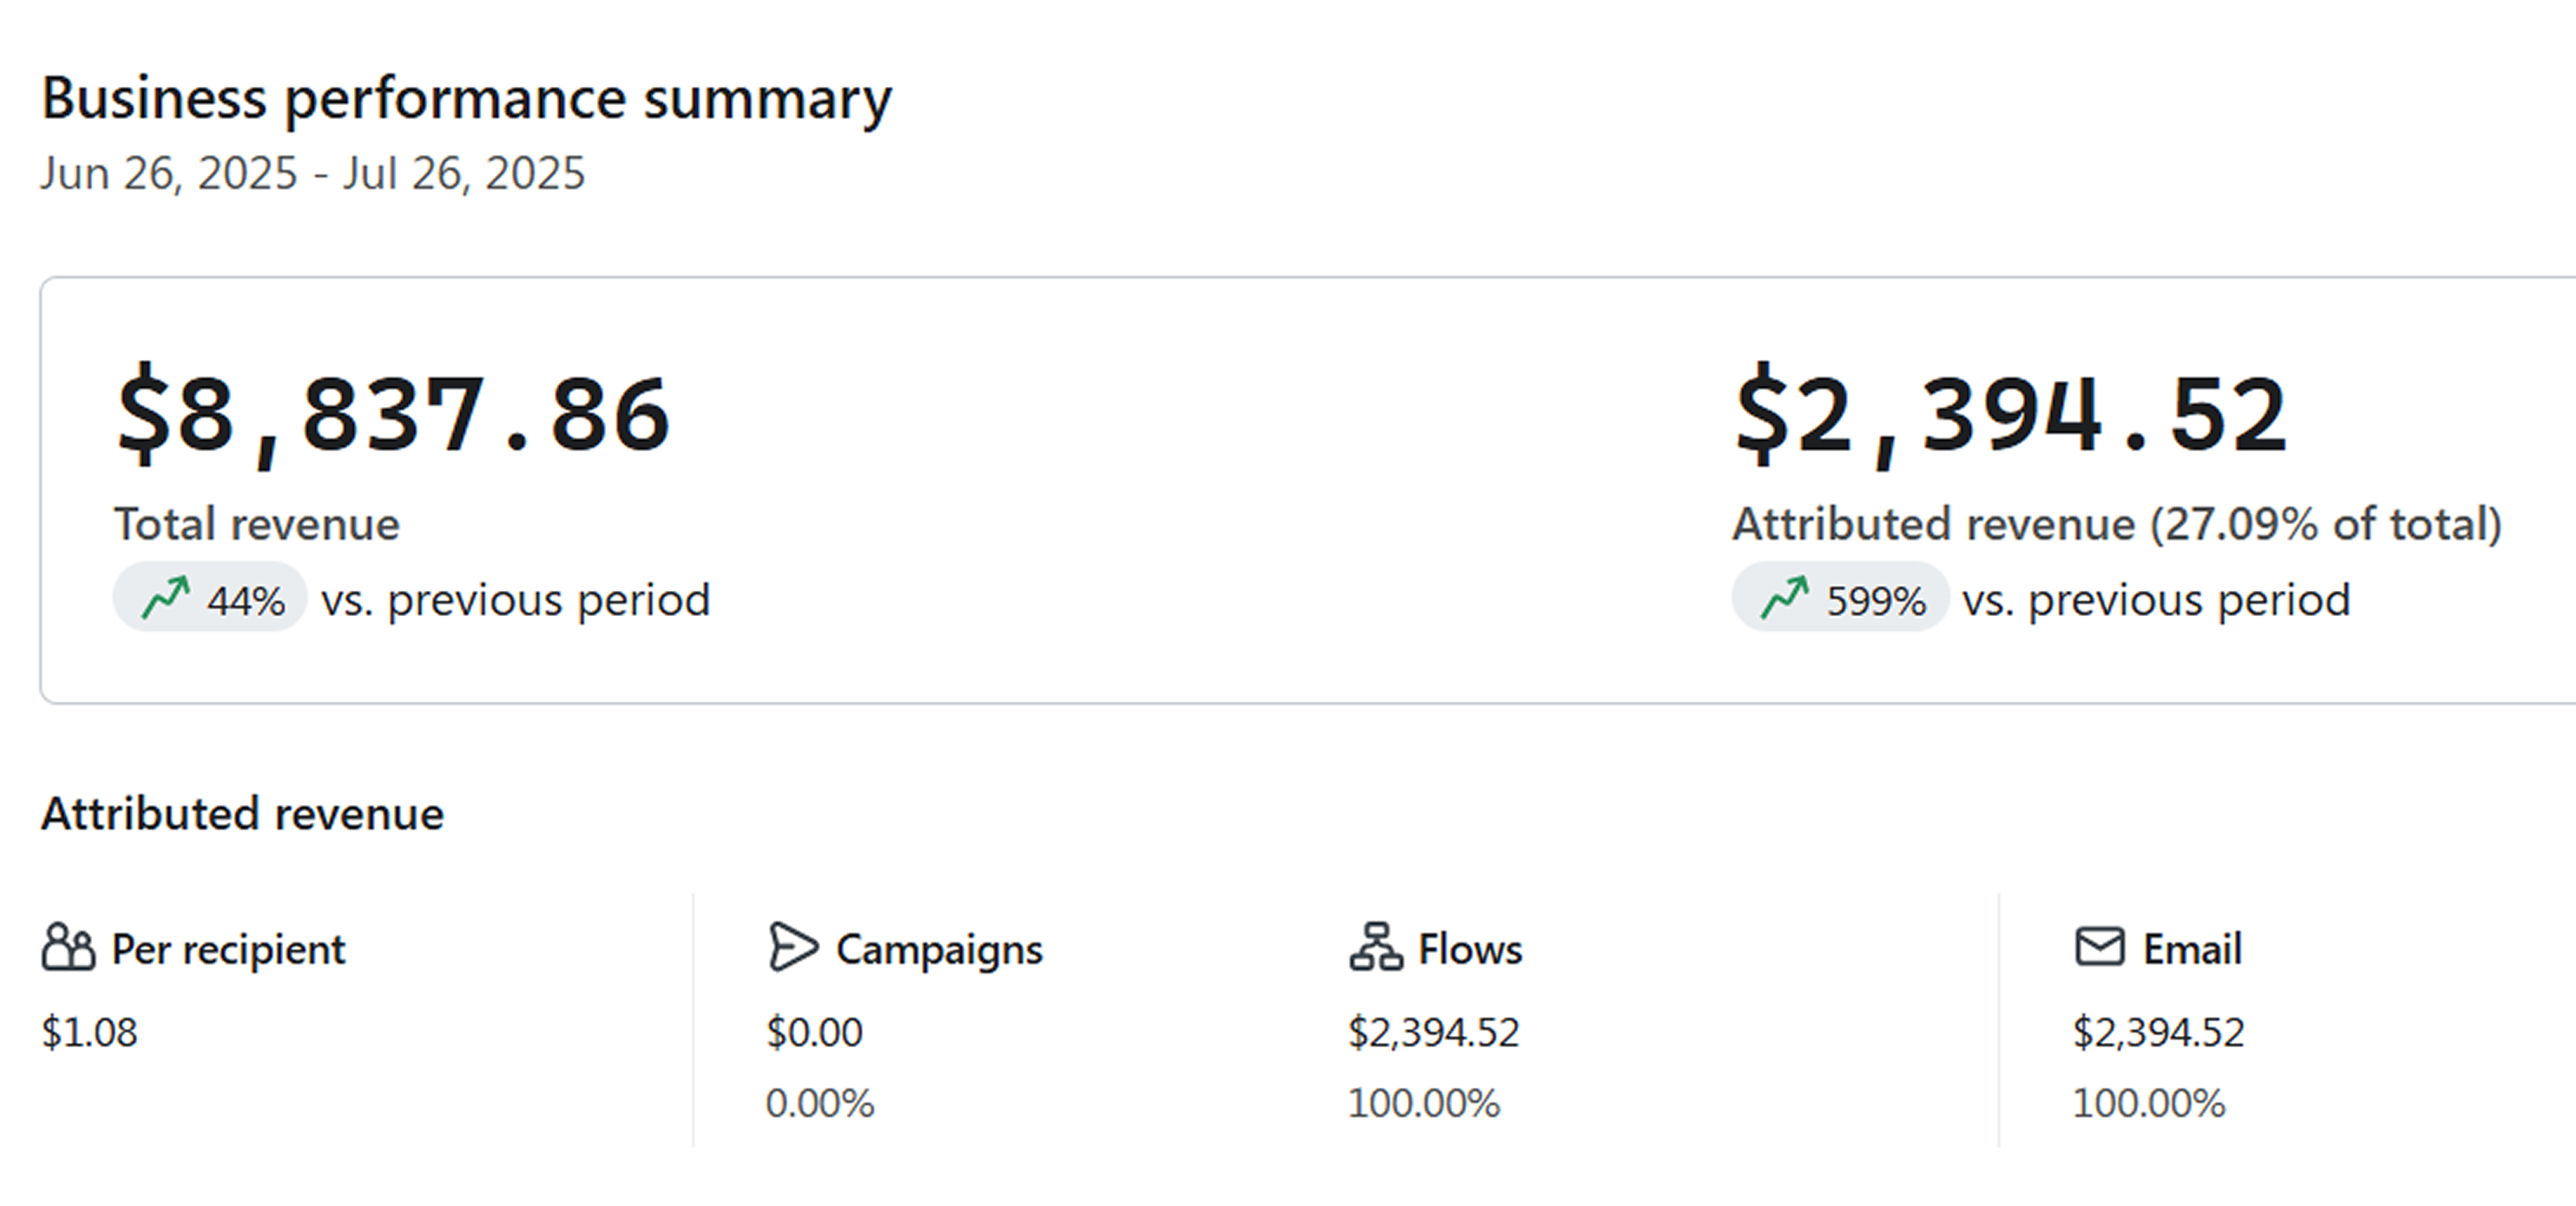 Business performance summary
Jun 26, 2025 - Jul 26, 2025
$8,837.86
Total revenue
44% vs. previous period
$2,394.52
Attributed revenue (27.09% of total)
599% vs. previous period
Attributed revenue
Per recipient
$1.08
Campaigns
$0.00
0.00%
Flows
$2,394.52
100.00%
Email
$2,394.52
100.00%